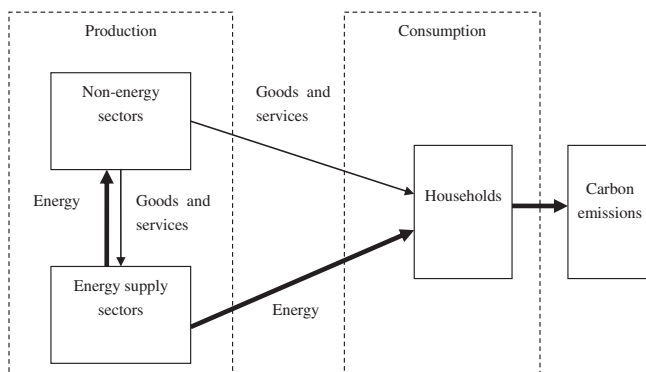 Production
Consumption
Non-energy
sectors
Goods and
services
Energy
Goods and
services
Households
Carbon
emissions
Energy supply
sectors
Energy